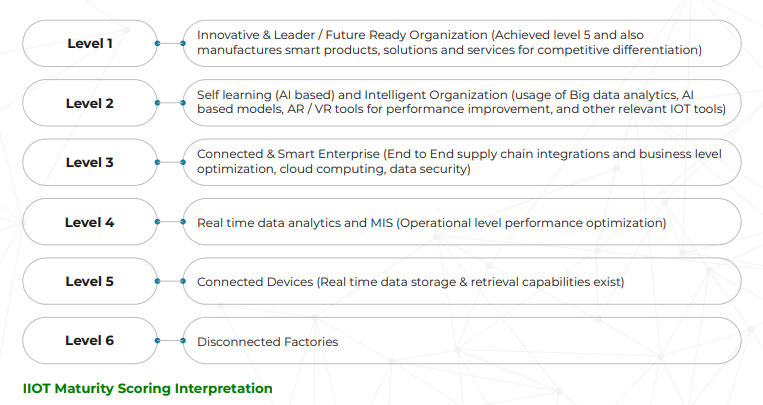 Level 1
Innovative & Leader / Future Ready Organization (Achieved level 5 and also
manufactures smart products, solutions and services for competitive differentiation)
Level 2
Self learning (AI based) and Intelligent Organization (usage of Big data analytics, AI
based models, AR / VR tools for performance improvement, and other relevant IOT tools)
Level 3
Connected & Smart Enterprise (End to End supply chain integrations and business level
optimization, cloud computing, data security)
Level 4
Real time data analytics and MIS (Operational level performance optimization)
Level 5
Connected Devices (Real time data storage & retrieval capabilities exist)
Level 6
Disconnected Factories
IIOT Maturity Scoring Interpretation